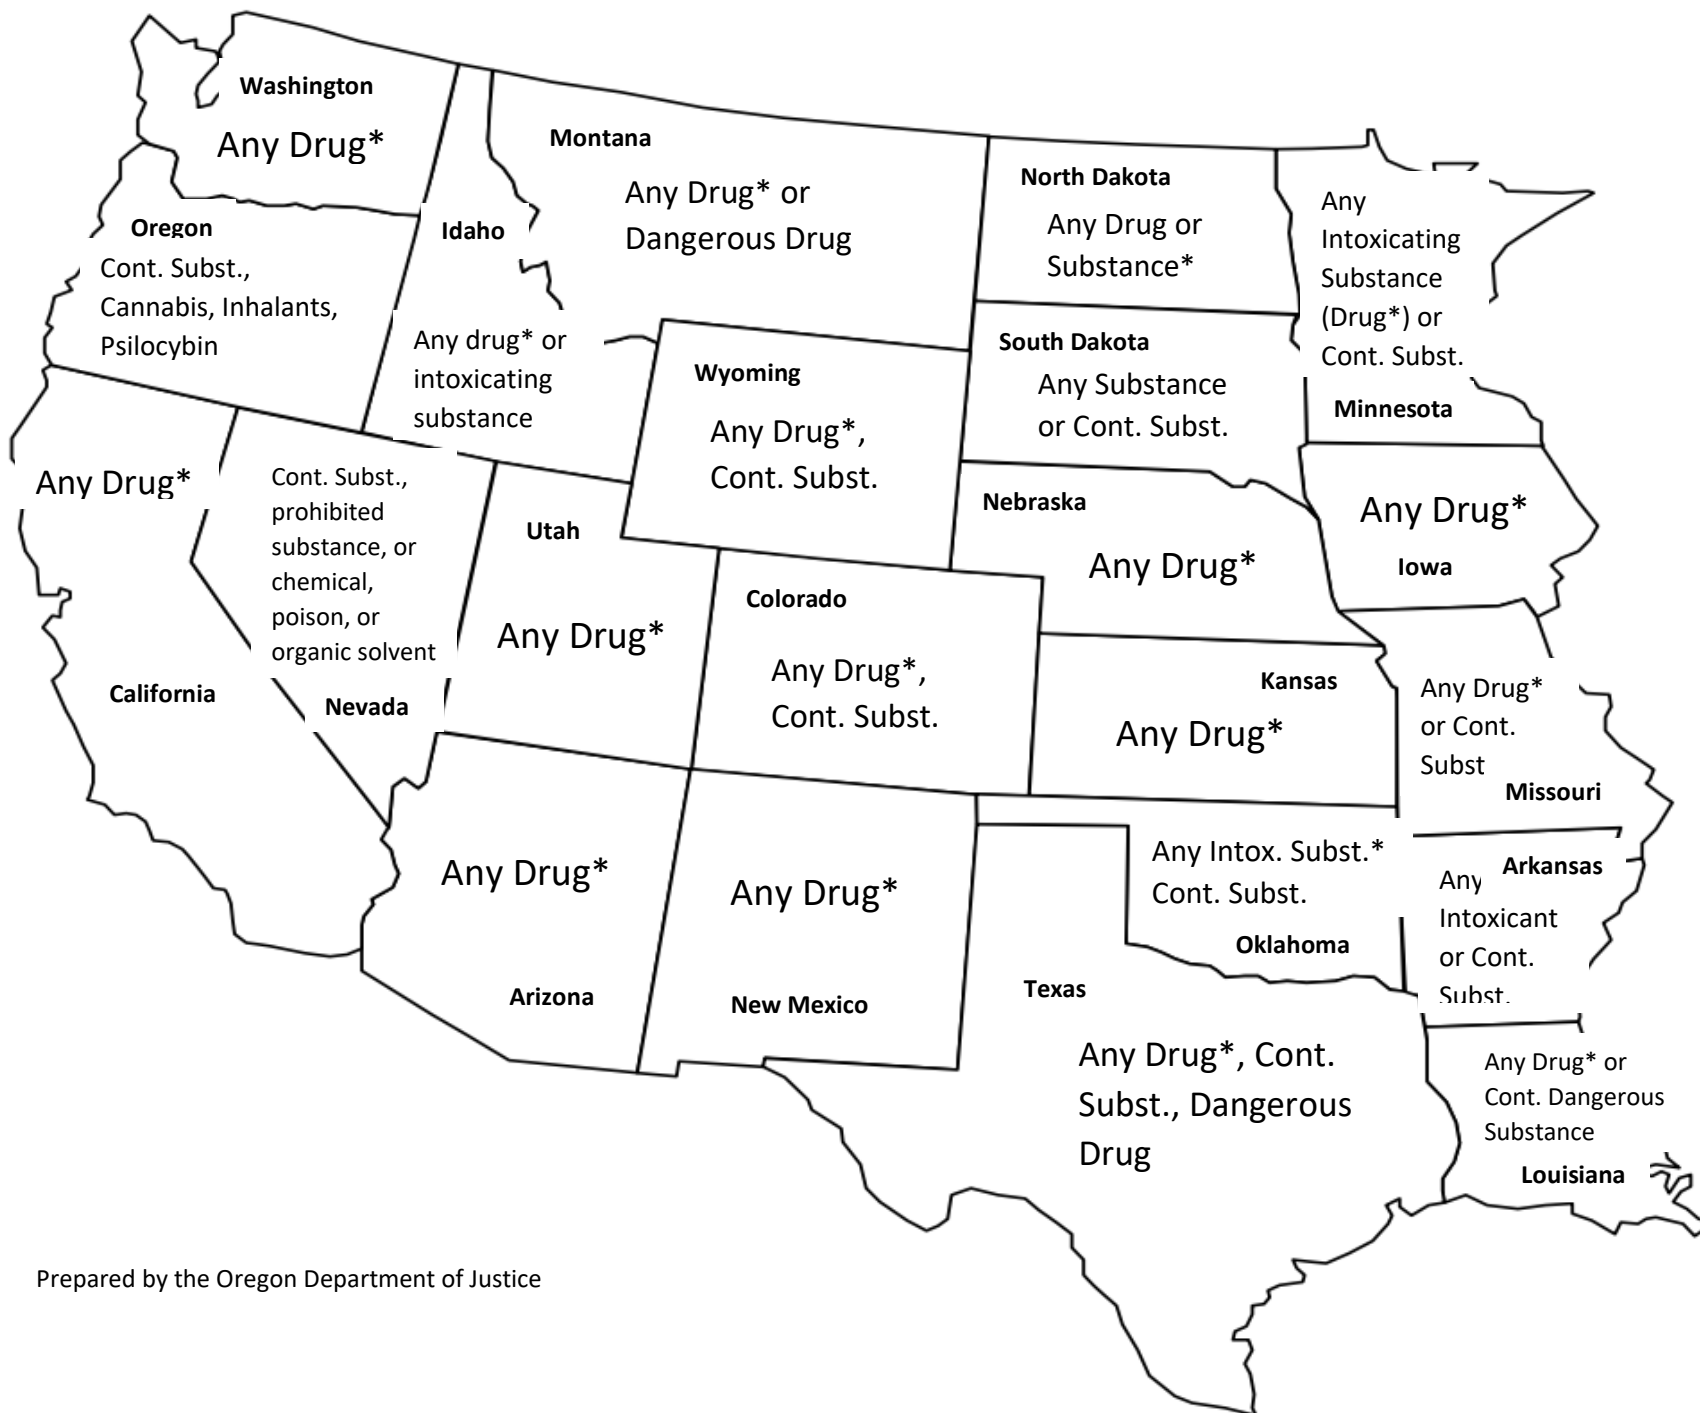 Washington
Any Drug*
Oregon
Cont. Subst.,
Cannabis, Inhalants,
Psilocybin
Idaho
Any drug* or
intoxicating
substance
Montana
Any Drug* or
Dangerous Drug
North Dakota
Any Drug or
Substance*
Any
Intoxicating
Substance
(Drug*) or
Cont. Subst.
Minnesota
South Dakota
Any Substance
or Cont. Subst.
Wyoming
Any Drug*,
Cont. Subst.
Any Drug*
California
Cont. Subst.,
prohibited
substance, or
chemical,
poison, or
organic solvent
Nevada
Utah
Any Drug*
Colorado
Any Drug*,
Cont. Subst.
Nebraska
Any Drug*
Any Drug*
Iowa
Kansas
Any Drug*
Any Drug*
or Cont.
Subst
Missouri
Any Drug*
Arizona
Any Drug*
New Mexico
Any Intox. Subst.*
Cont. Subst.
Oklahoma
Arkansas
Any
Intoxicant
or Cont.
Subst.
Texas
Any Drug*, Cont.
Subst., Dangerous
Drug
Any Drug* or
Cont. Dangerous
Substance
Louisiana
Prepared by the Oregon Department of Justice